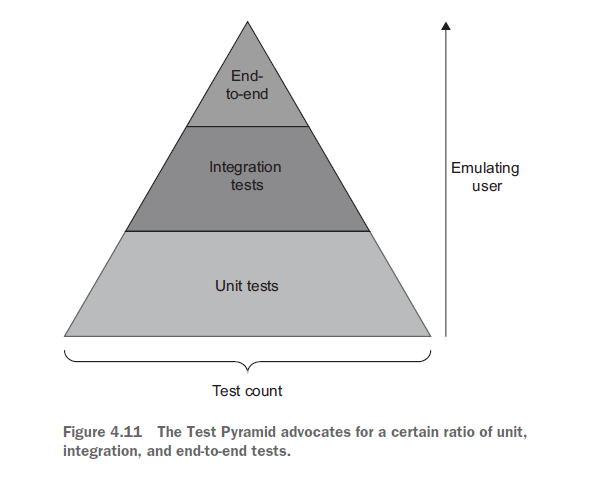 End-
to-end
Integration
tests
Emulating
user
Unit tests
Test count
Figure 4.11 The Test Pyramid advocates for a certain ratio of unit,
integration, and end-to-end tests.